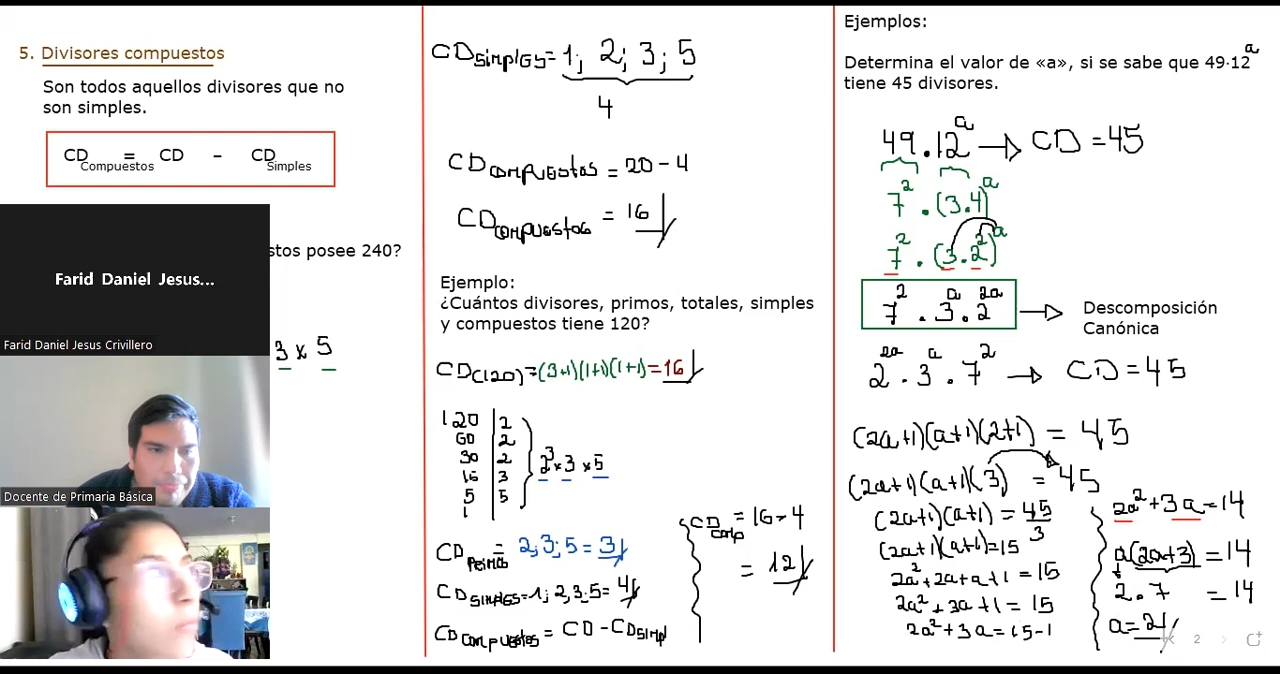 5. Divisores compuestos
Son todos aquellos divisores que no
son simples.
CD Compuestos = CD - CD Simples
stos posee 240?
3 x 5
Farid Daniel Jesus...
Farid Daniel Jesus Crivillero
Docente de Primaria Básica
CD SimplES = 1; 2; 3; 5
4
CD compuestos = 20 - 4
CD compuestos = 16
Ejemplo:
¿Cuántos divisores, primos, totales, simples
y compuestos tiene 120?
CD(120) = (3+1)(1+1)(1+1) = 16
120 | 2
60 | 2
30 | 2
15 | 3
5 | 5
1
2³ x 3 x 5
CD PRIMOS = 2; 3; 5 = 3
CD SIMPLES = 1, 2, 3, 5 = 4
CD COMPUESTOS = CD - CD SIMPl
CD comp = 16 - 4
= 12
Ejemplos:
Determina el valor de «a», si se sabe que 49·12ᵃ
tiene 45 divisores.
49.12ᵃ → CD = 45
7² . (3.4)ᵃ
7² . (3.2²)ᵃ
7² . 3ᵃ . 2²ᵃ → Descomposición
Canónica
2²ᵃ . 3ᵃ . 7² → CD = 45
(2a+1)(a+1)(2+1) = 45
(2a+1)(a+1)(3) = 45
(2a+1)(a+1) = 45/3
(2a+1)(a+1) = 15
2a² + 2a + a + 1 = 15
2a² + 3a + 1 = 15
2a² + 3a = 15 - 1
2a² + 3a = 14
a(2a+3) = 14
2 . 7 = 14
a = 2
2